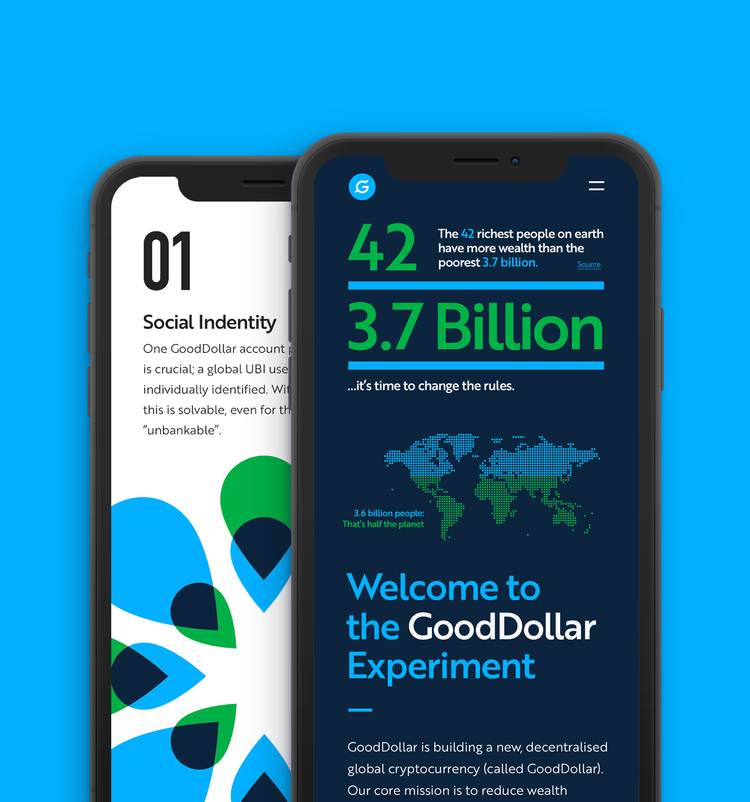 01
Social Indentity
One GoodDollar account
is crucial; a global UBI use
individually identified. Wit
this is solvable, even for th
“unbankable”.
G
42
The 42 richest people on earth
have more wealth than the
poorest 3.7 billion.
Source
3.7 Billion
...it’s time to change the rules.
3.6 billion people:
That’s half the planet
Welcome to
the GoodDollar
Experiment
GoodDollar is building a new, decentralised
global cryptocurrency (called GoodDollar).
Our core mission is to reduce wealth